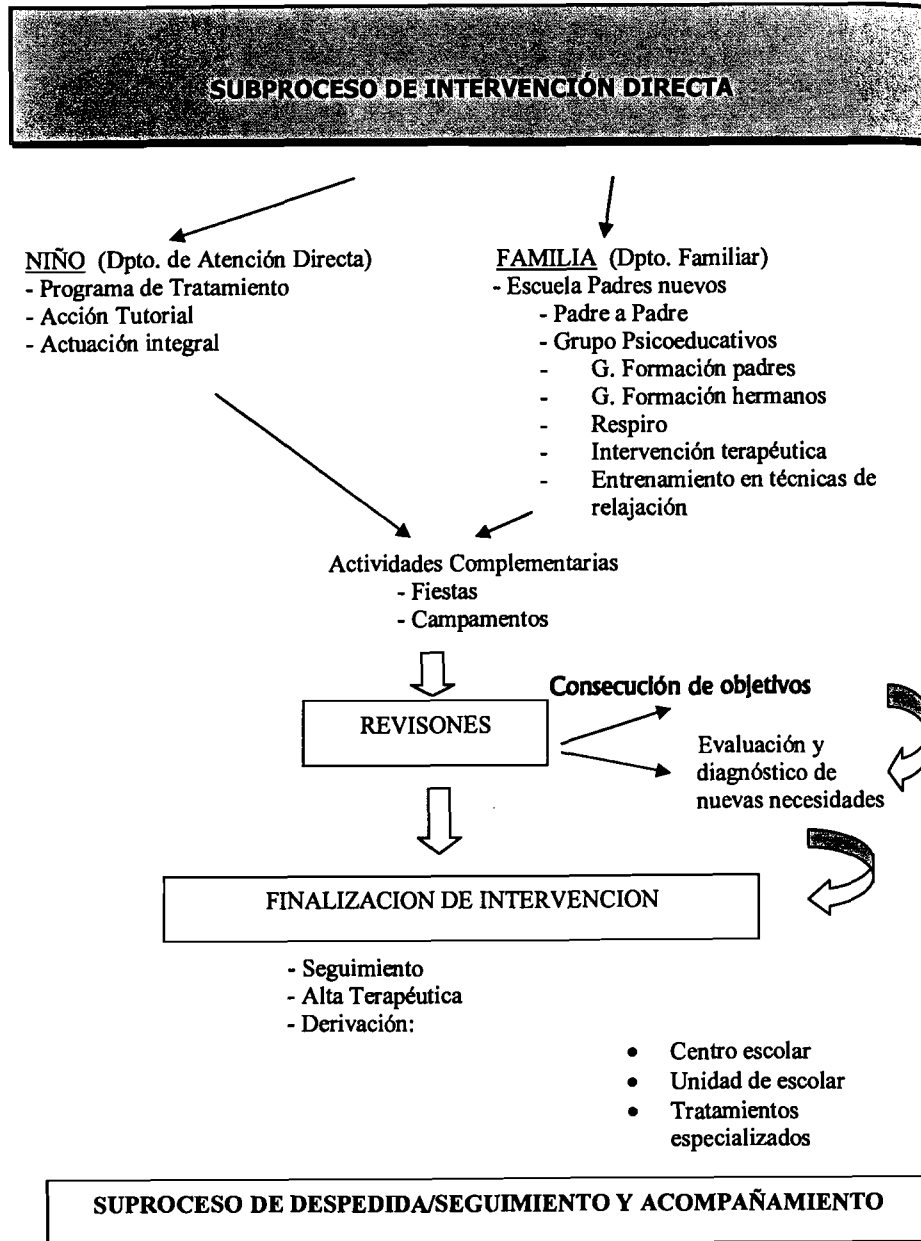 SUBPROCESO DE INTERVENCIÓN DIRECTA
NIÑO (Dpto. de Atención Directa)
- Programa de Tratamiento
- Acción Tutorial
- Actuación integral
FAMILIA (Dpto. Familiar)
- Escuela Padres nuevos
- Padre a Padre
- Grupo Psicoeducativos
- G. Formación padres
- G. Formación hermanos
- Respiro
- Intervención terapéutica
- Entrenamiento en técnicas de
relajación
Actividades Complementarias
- Fiestas
- Campamentos
REVISONES
Consecución de objetivos
Evaluación y
diagnóstico de
nuevas necesidades
FINALIZACION DE INTERVENCION
- Seguimiento
- Alta Terapéutica
- Derivación:
• Centro escolar
• Unidad de escolar
• Tratamientos
especializados
SUPROCESO DE DESPEDIDA/SEGUIMIENTO Y ACOMPAÑAMIENTO